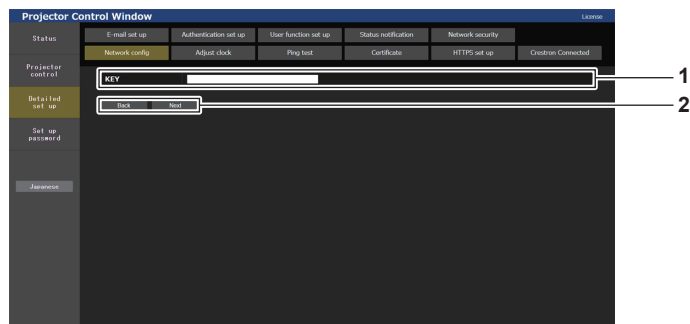 Projector Control Window
License
Status
E-mail set up
Authentication set up
User function set up
Status notification
Network security
Network config
Adjust clock
Ping test
Certificate
HTTPS set up
Crestron Connected
Projector
control
KEY
1
Detailed
set up
Back
Next
2
Set up
password
Japanese